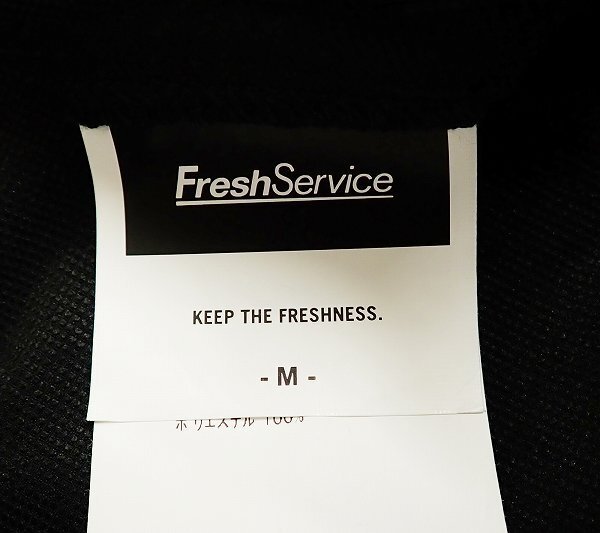 FreshService
KEEP THE FRESHNESS.
- M -
ポリエステル 100%